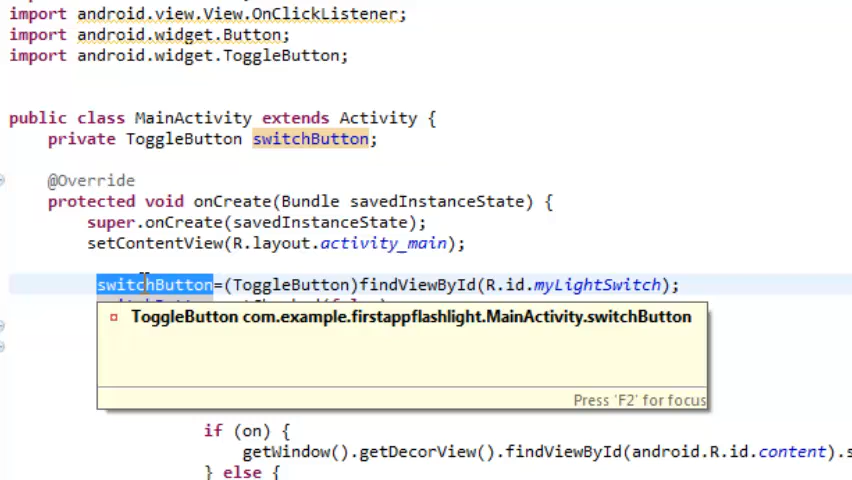 import android.view.View.OnClickListener;
import android.widget.Button;
import android.widget.ToggleButton;
public class MainActivity extends Activity {
private ToggleButton switchButton;
@Override
protected void onCreate(Bundle savedInstanceState) {
super.onCreate(savedInstanceState);
setContentView(R.layout.activity_main);
switchButton=(ToggleButton)findViewById(R.id.myLightSwitch);
ToggleButton com.example.firstappflashlight.MainActivity.switchButton
Press 'F2' for focus
if (on) {
getWindow().getDecorView().findViewById(android.R.id.content).s
} else {